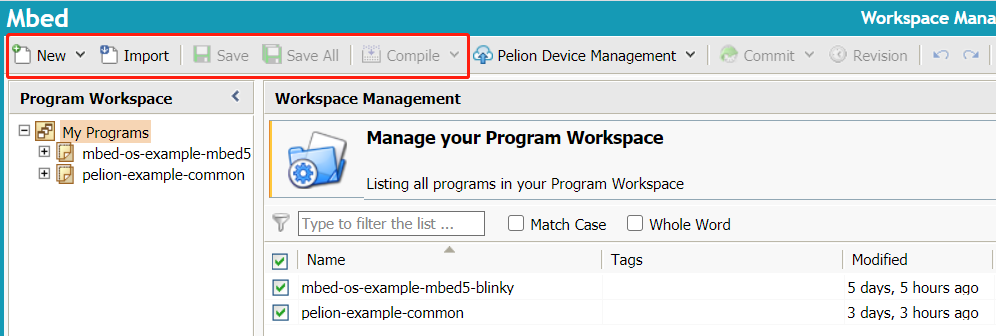 Mbed
Workspace Mana
New Import Save Save All Compile Pelion Device Management Commit Revision
Program Workspace
Workspace Management
My Programs
mbed-os-example-mbed5
pelion-example-common
Manage your Program Workspace
Listing all programs in your Program Workspace
Type to filter the list ... Match Case Whole Word
Name Tags Modified
mbed-os-example-mbed5-blinky 5 days, 5 hours ago
pelion-example-common 3 days, 3 hours ago